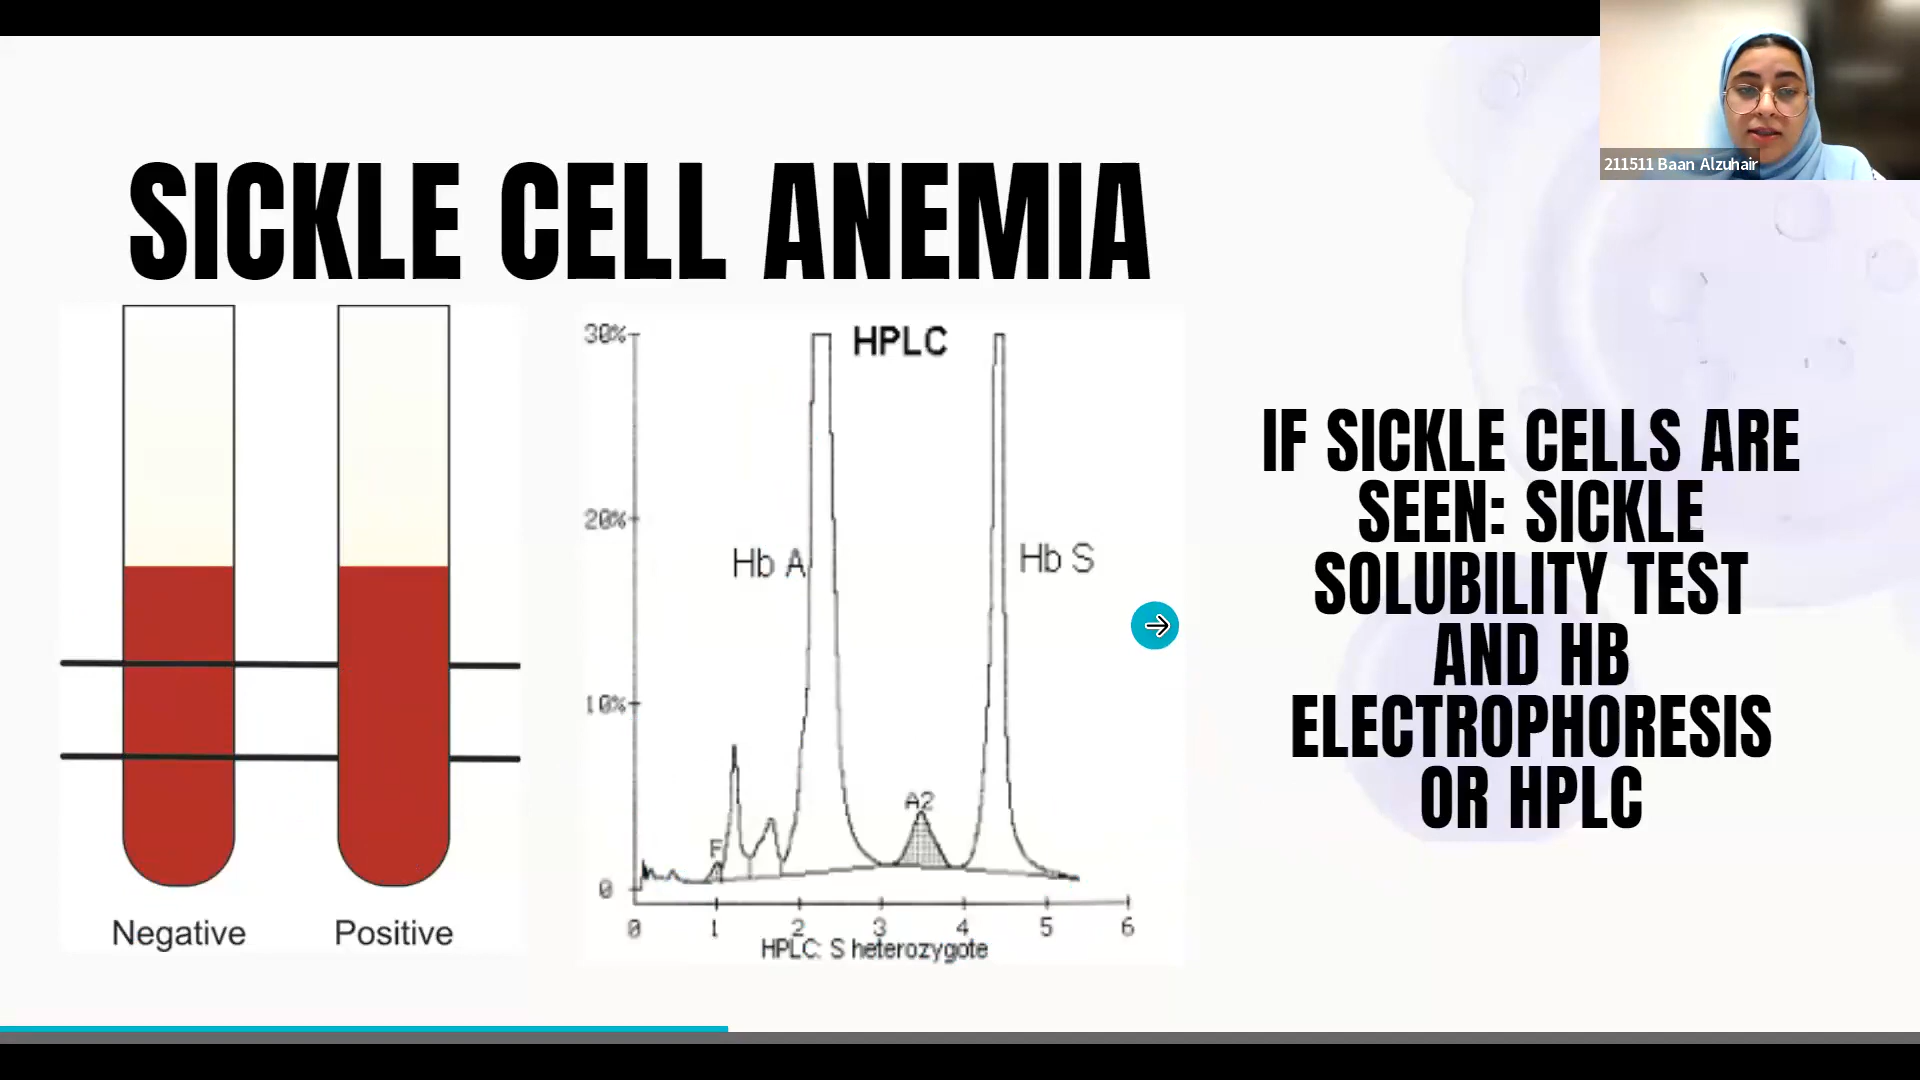 211511 Baan Alzuhair
SICKLE CELL ANEMIA
Negative
Positive
30%
20%
10%
0
HPLC
Hb A
Hb S
F
A2
0 1 2 3 4 5 6
HPLC: S heterozygote
IF SICKLE CELLS ARE
SEEN: SICKLE
SOLUBILITY TEST
AND HB
ELECTROPHORESIS
OR HPLC